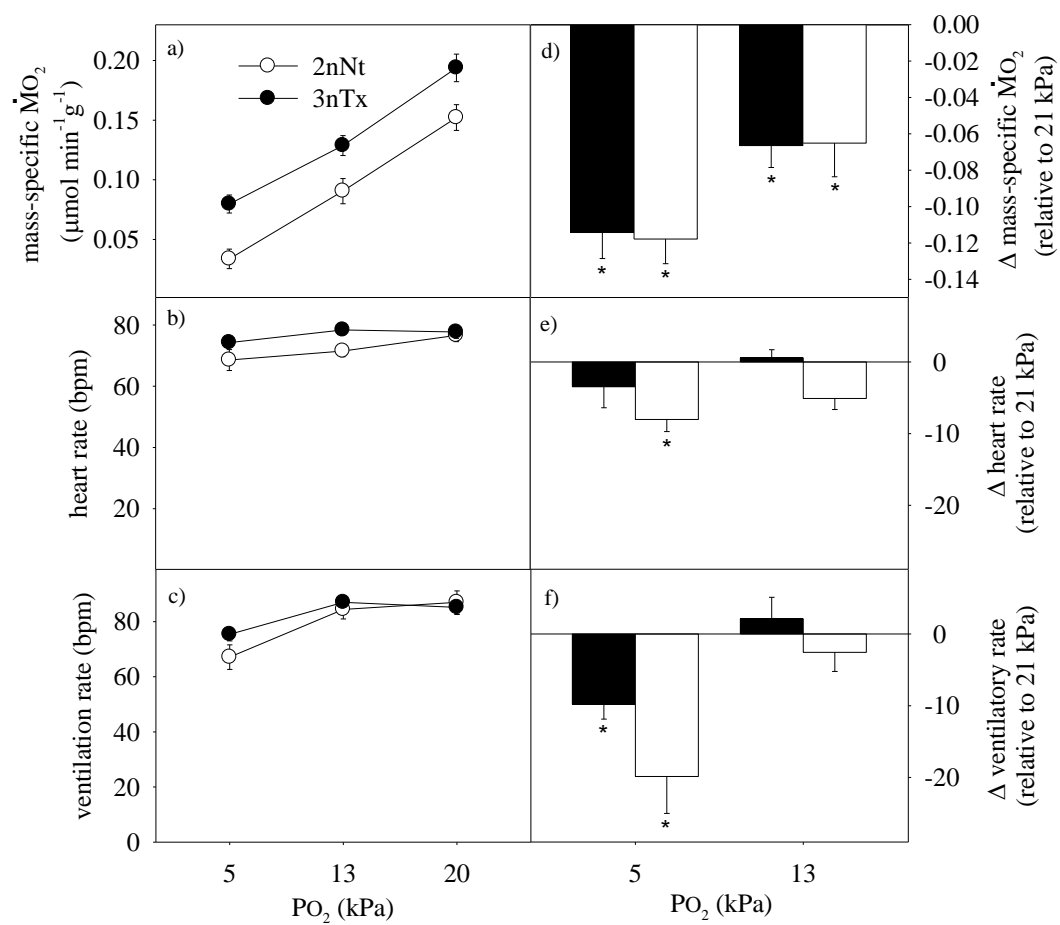 a)
2nNt
3nTx
0.20
0.15
0.10
0.05
mass-specific ṀO₂
(µmol min⁻¹g⁻¹)
d)
0.00
-0.02
-0.04
-0.06
-0.08
-0.10
-0.12
-0.14
* * * *
Δ mass-specific ṀO₂
(relative to 21 kPa)
b)
80
60
40
20
heart rate (bpm)
e)
0
-10
-20
*
Δ heart rate
(relative to 21 kPa)
c)
80
60
40
20
0
ventilation rate (bpm)
f)
0
-10
-20
* *
Δ ventilatory rate
(relative to 21 kPa)
5 13 20
PO₂ (kPa)
5 13
PO₂ (kPa)